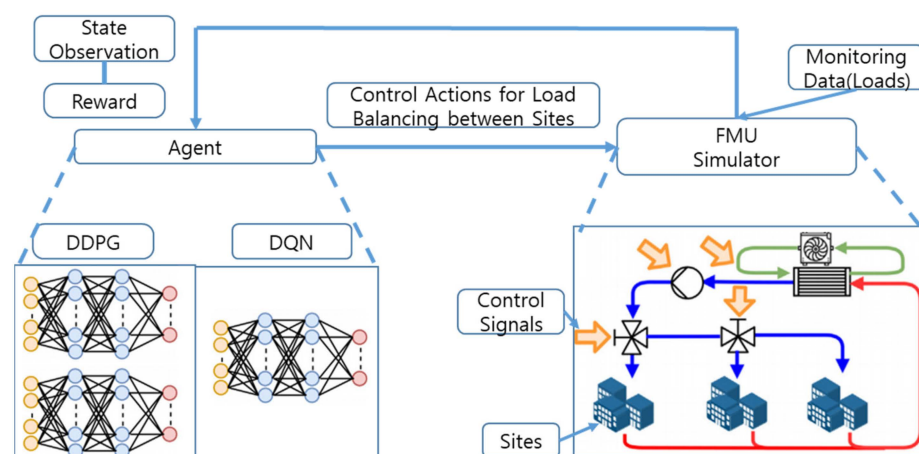 State
Observation
Reward
Control Actions for Load
Balancing between Sites
Monitoring
Data(Loads)
Agent
FMU
Simulator
DDPG
DQN
Control
Signals
Sites